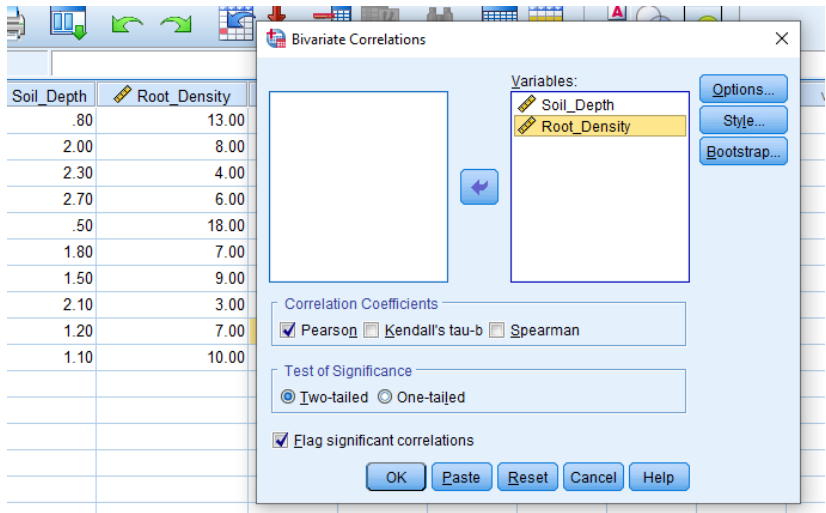 Bivariate Correlations
Variables:
Soil_Depth
Root_Density
Options...
Style...
Bootstrap...
Correlation Coefficients
Pearson Kendall's tau-b Spearman
Test of Significance
Two-tailed One-tailed
Flag significant correlations
OK Paste Reset Cancel Help
Soil_Depth Root_Density
.80 13.00
2.00 8.00
2.30 4.00
2.70 6.00
.50 18.00
1.80 7.00
1.50 9.00
2.10 3.00
1.20 7.00
1.10 10.00